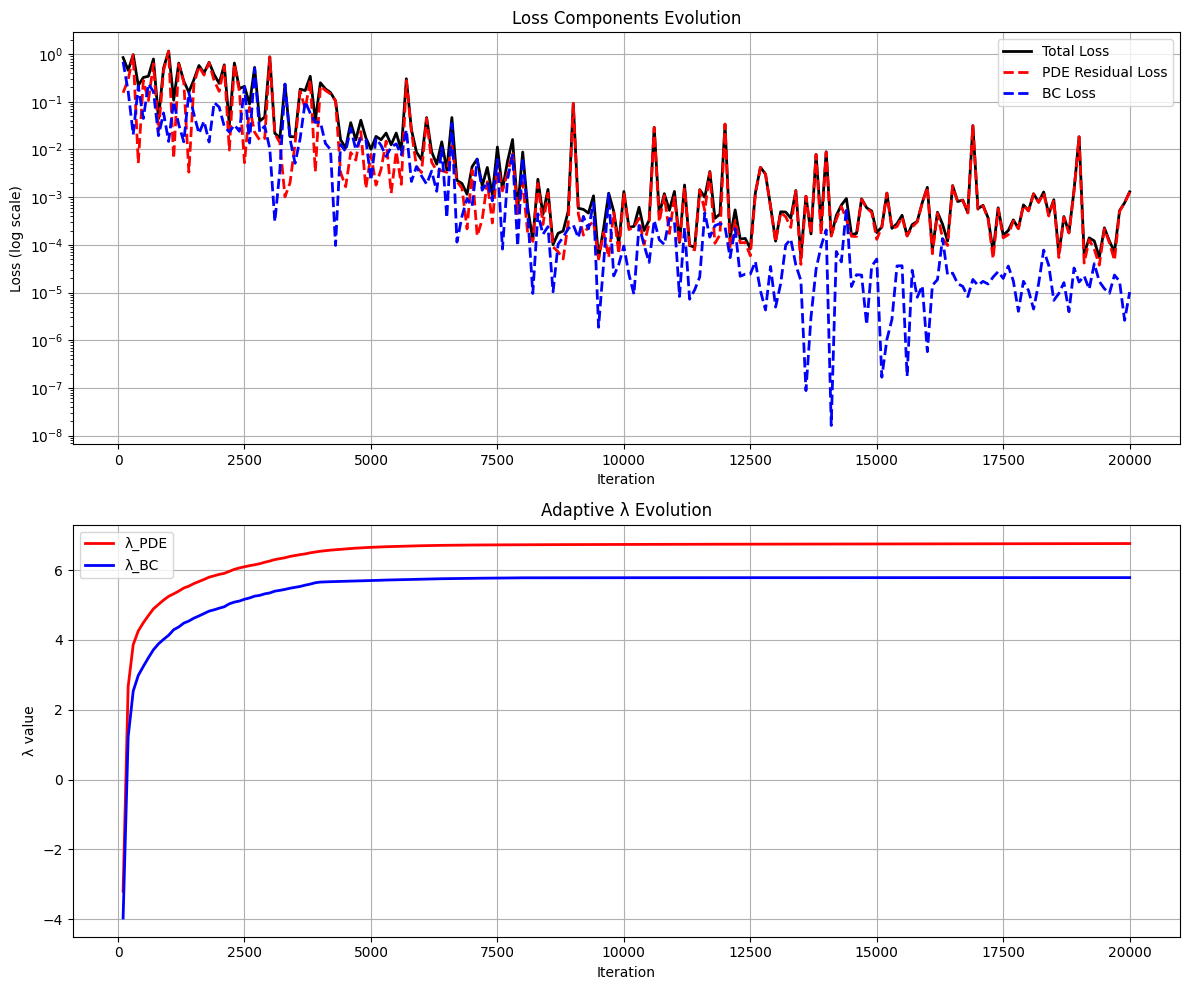 Loss Components Evolution
Loss (log scale)
10⁰
10⁻¹
10⁻²
10⁻³
10⁻⁴
10⁻⁵
10⁻⁶
10⁻⁷
10⁻⁸
Total Loss
PDE Residual Loss
BC Loss
0 2500 5000 7500 10000 12500 15000 17500 20000
Iteration
Adaptive λ Evolution
λ value
6
4
2
0
−2
−4
λ_PDE
λ_BC
0 2500 5000 7500 10000 12500 15000 17500 20000
Iteration